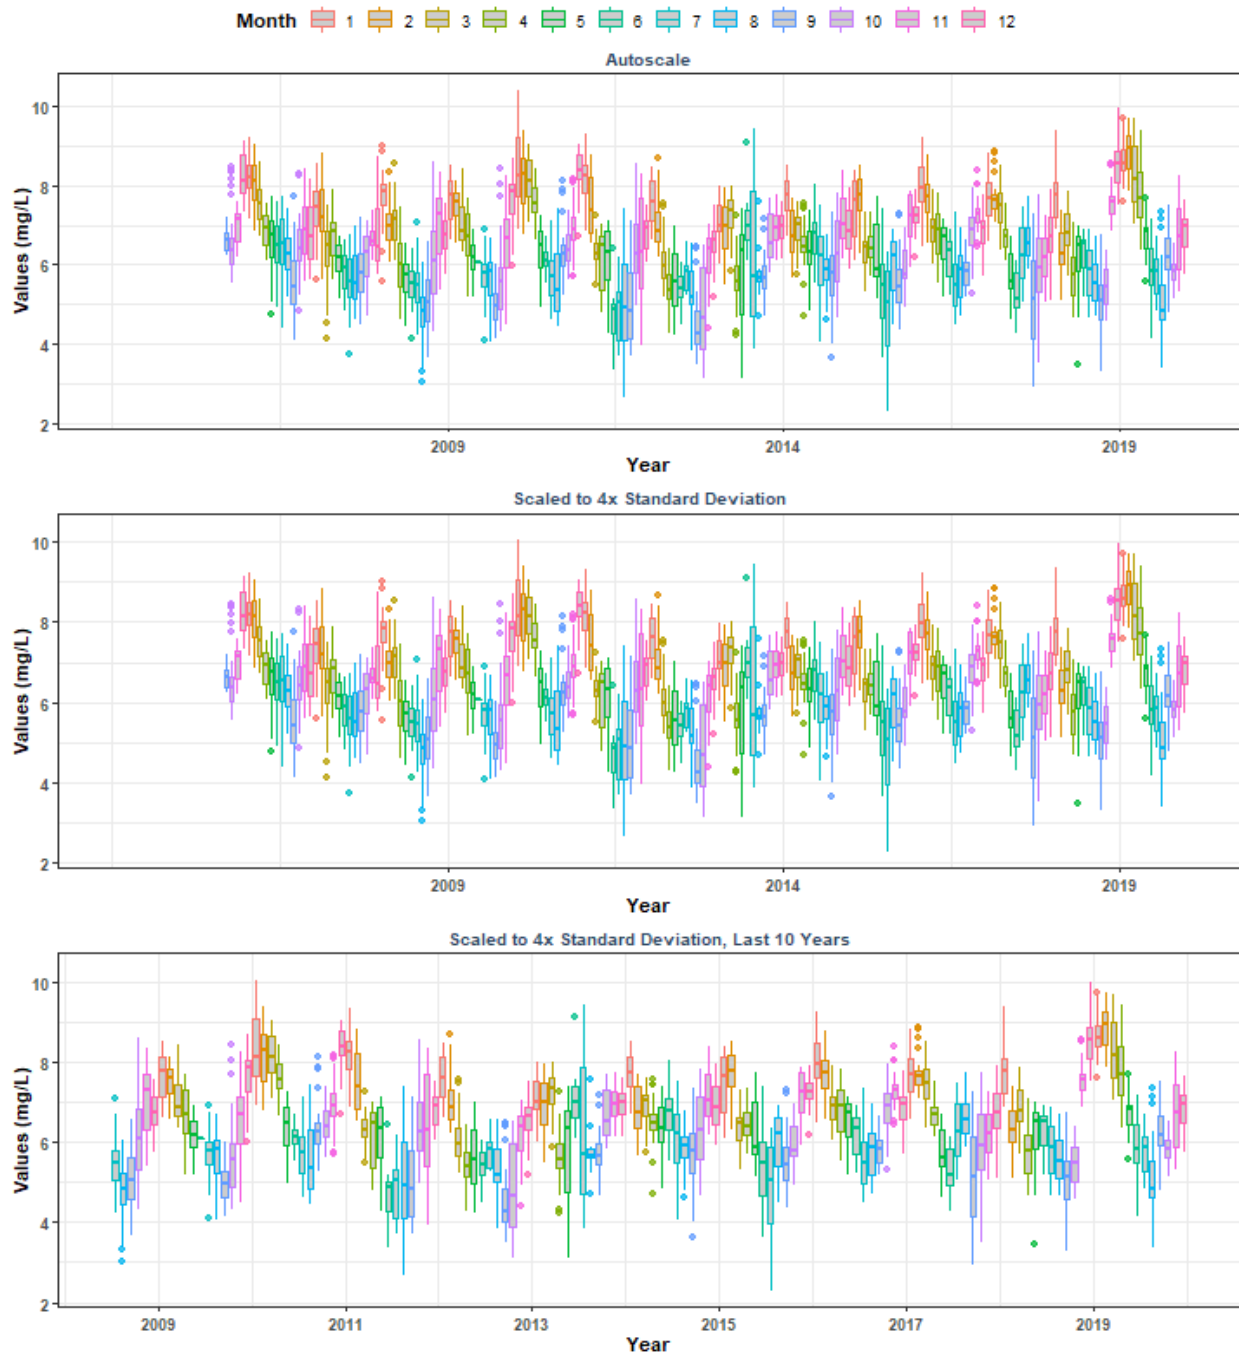 Month 1 2 3 4 5 6 7 8 9 10 11 12
Autoscale
Values (mg/L)
10
8
6
4
2
2009 2014 2019
Year
Scaled to 4x Standard Deviation
Values (mg/L)
10
8
6
4
2
2009 2014 2019
Year
Scaled to 4x Standard Deviation, Last 10 Years
Values (mg/L)
10
8
6
4
2
2009 2011 2013 2015 2017 2019
Year